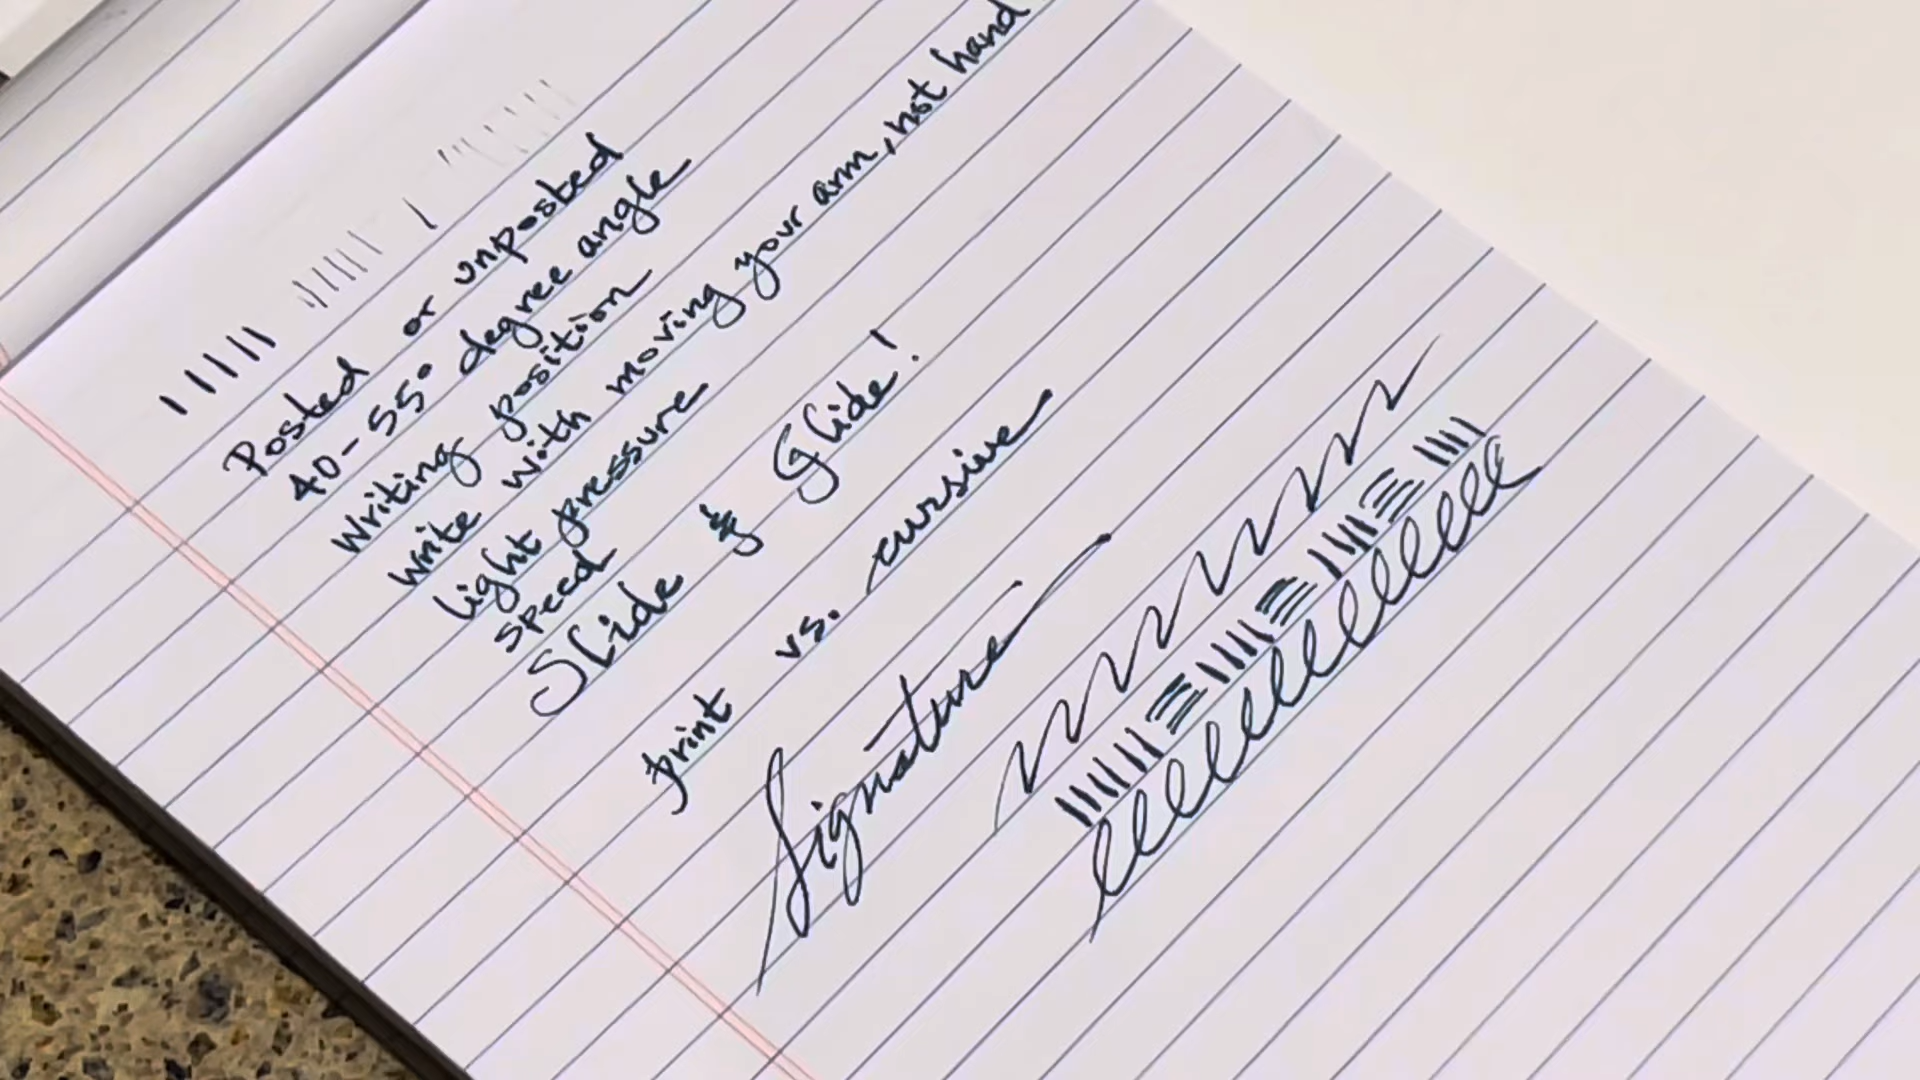 Posted or unposted
40-55° degree angle
Writing position
Write with moving your arm, not hand
light pressure
speed
Slide & Glide!
print vs. cursive
Signature